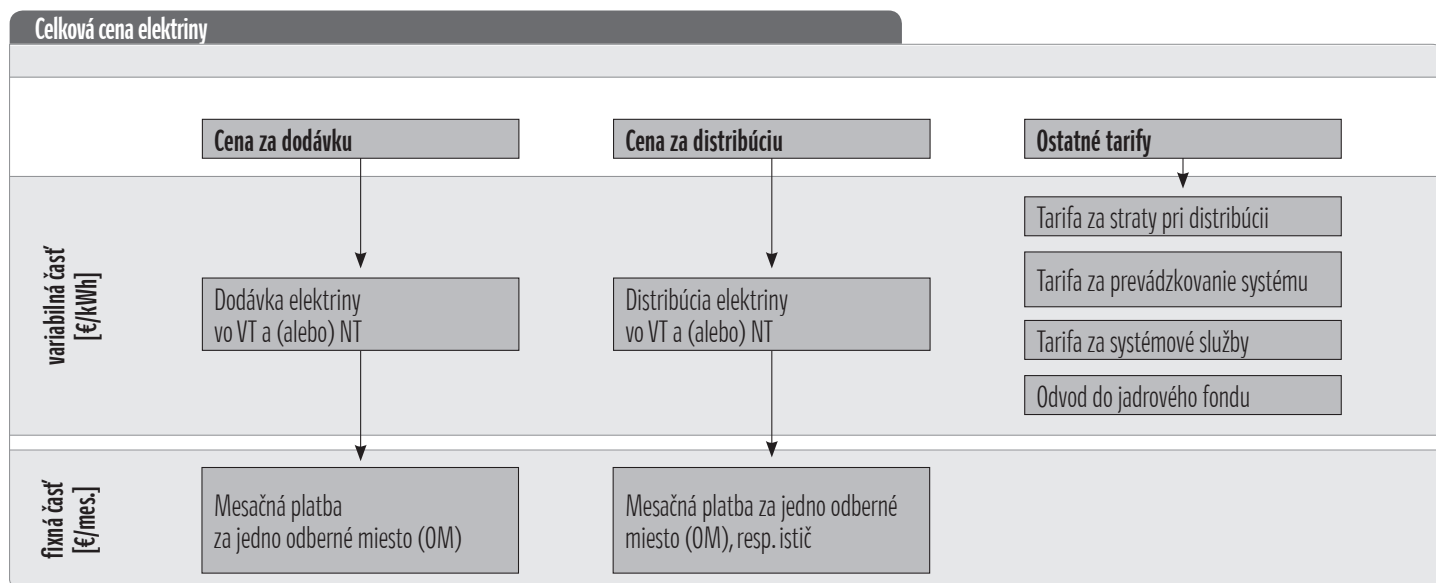 Celková cena elektriny
Cena za dodávku
Cena za distribúciu
Ostatné tarify
variabilná časť
[€/kWh]
Dodávka elektriny
vo VT a (alebo) NT
Distribúcia elektriny
vo VT a (alebo) NT
Tarifa za straty pri distribúcii
Tarifa za prevádzkovanie systému
Tarifa za systémové služby
Odvod do jadrového fondu
fixná časť
[€/mes.]
Mesačná platba
za jedno odberné miesto (OM)
Mesačná platba za jedno odberné
miesto (OM), resp. istič